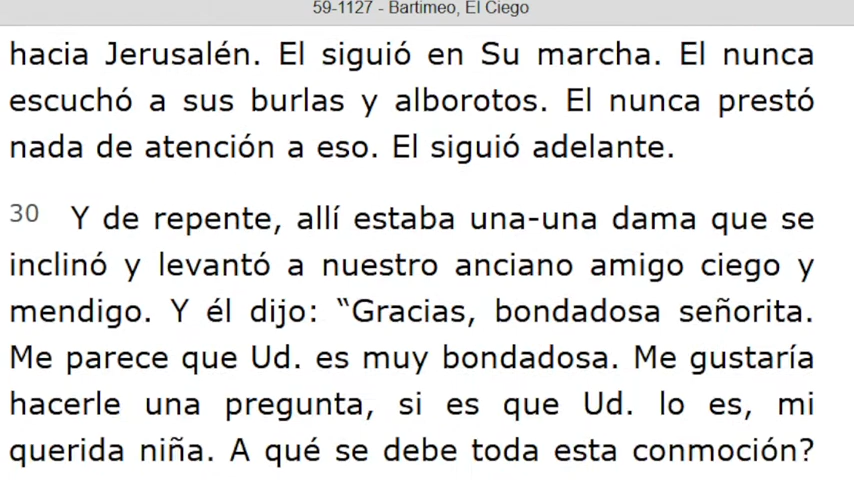 59-1127 - Bartimeo, El Ciego
hacia Jerusalén. El siguió en Su marcha. El nunca
escuchó a sus burlas y alborotos. El nunca prestó
nada de atención a eso. El siguió adelante.
30 Y de repente, allí estaba una-una dama que se
inclinó y levantó a nuestro anciano amigo ciego y
mendigo. Y él dijo: “Gracias, bondadosa señorita.
Me parece que Ud. es muy bondadosa. Me gustaría
hacerle una pregunta, si es que Ud. lo es, mi
querida niña. A qué se debe toda esta conmoción?